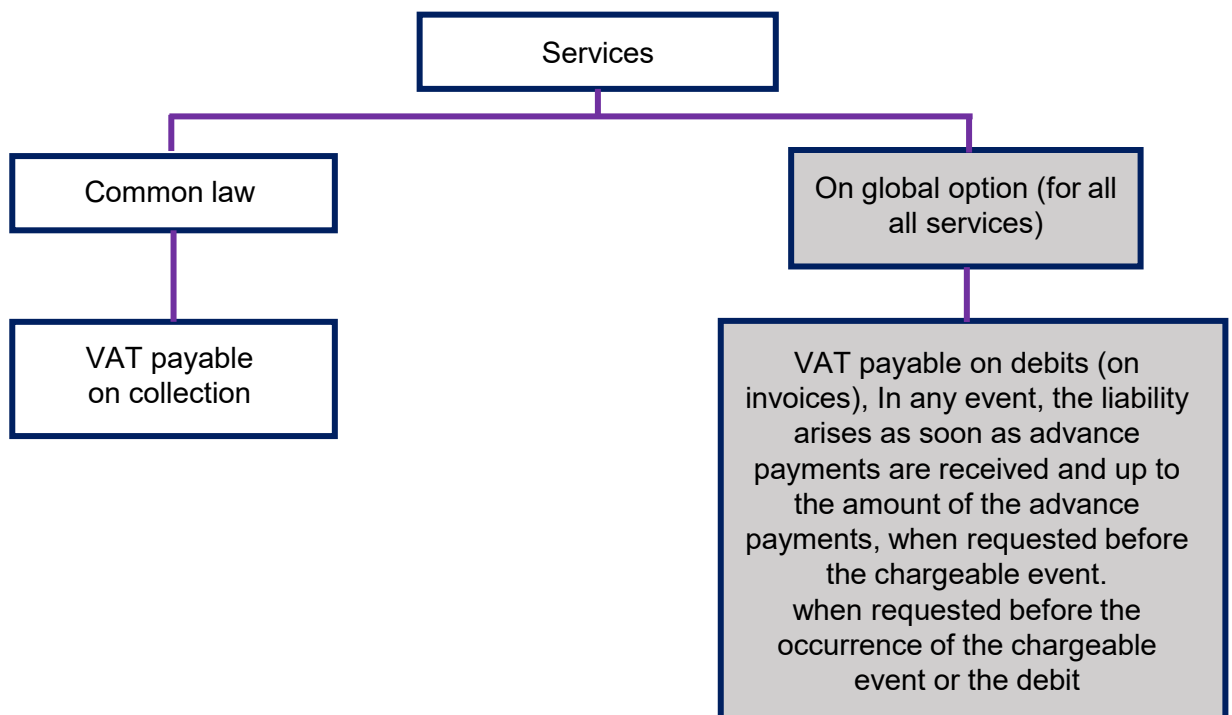 Services
Common law
On global option (for all
all services)
VAT payable
on collection
VAT payable on debits (on
invoices), In any event, the liability
arises as soon as advance
payments are received and up to
the amount of the advance
payments, when requested before
the chargeable event.
when requested before the
occurrence of the chargeable
event or the debit